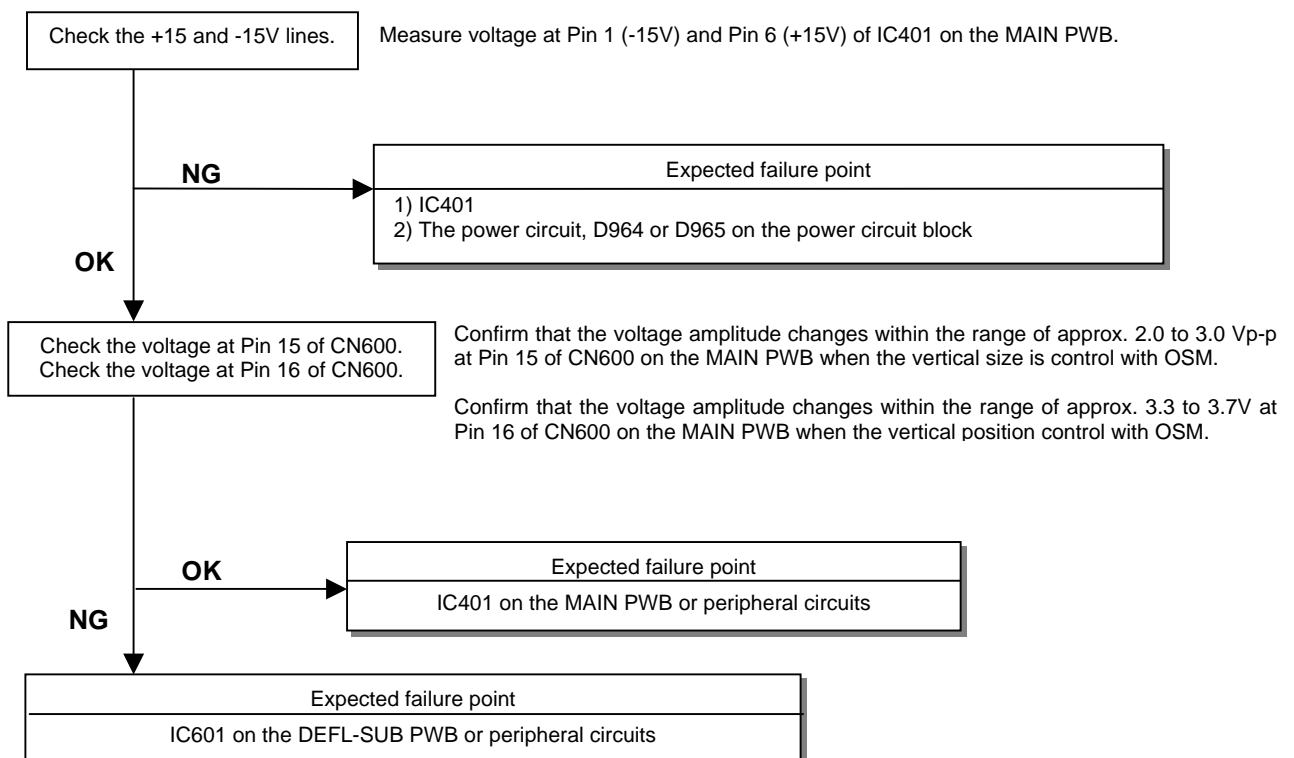 Check the +15 and -15V lines.
Measure voltage at Pin 1 (-15V) and Pin 6 (+15V) of IC401 on the MAIN PWB.
NG
Expected failure point
1) IC401
2) The power circuit, D964 or D965 on the power circuit block
OK
Check the voltage at Pin 15 of CN600.
Check the voltage at Pin 16 of CN600.
Confirm that the voltage amplitude changes within the range of approx. 2.0 to 3.0 Vp-p
at Pin 15 of CN600 on the MAIN PWB when the vertical size is control with OSM.
Confirm that the voltage amplitude changes within the range of approx. 3.3 to 3.7V at
Pin 16 of CN600 on the MAIN PWB when the vertical position control with OSM.
OK
Expected failure point
IC401 on the MAIN PWB or peripheral circuits
NG
Expected failure point
IC601 on the DEFL-SUB PWB or peripheral circuits